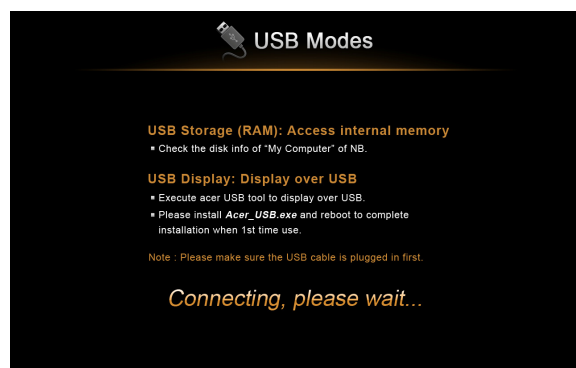 USB Modes
USB Storage (RAM): Access internal memory
▪ Check the disk info of "My Computer" of NB.
USB Display: Display over USB
▪ Execute acer USB tool to display over USB.
▪ Please install Acer_USB.exe and reboot to complete
installation when 1st time use.
Note : Please make sure the USB cable is plugged in first.
Connecting, please wait...